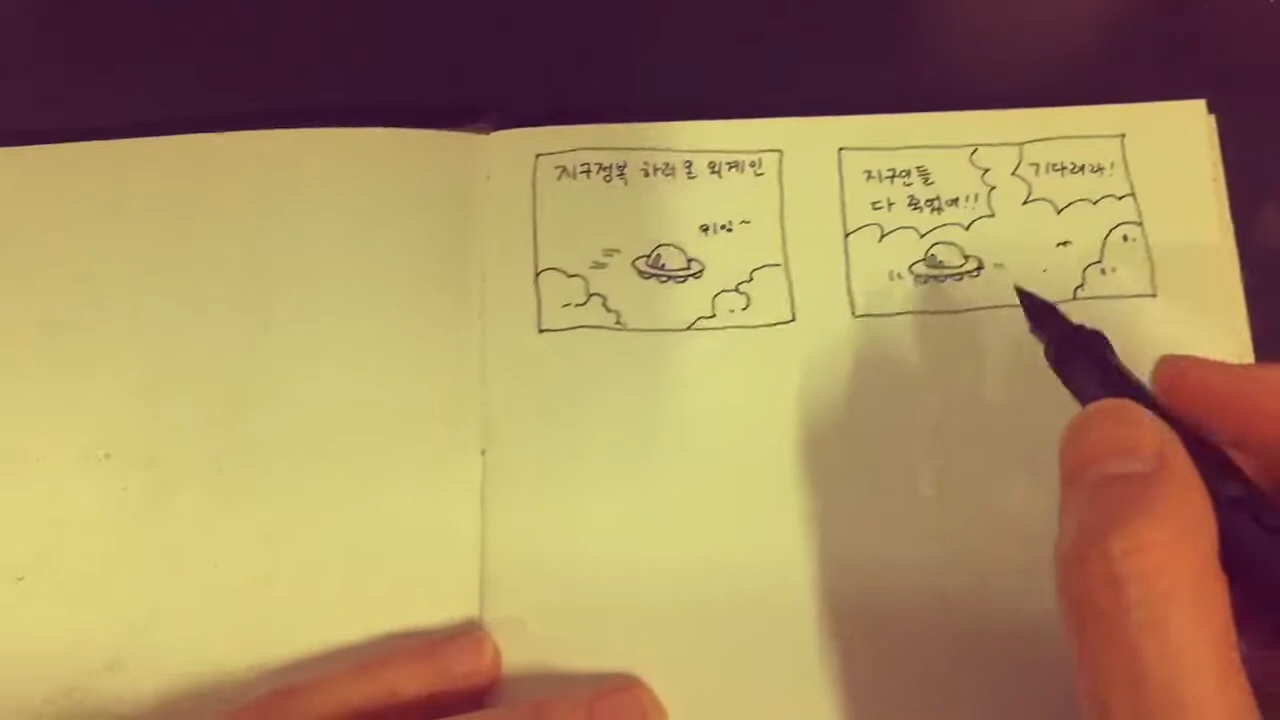 지구정복 하러 온 외계인
위잉~
지구인들
다 죽었어!!
기다려라!